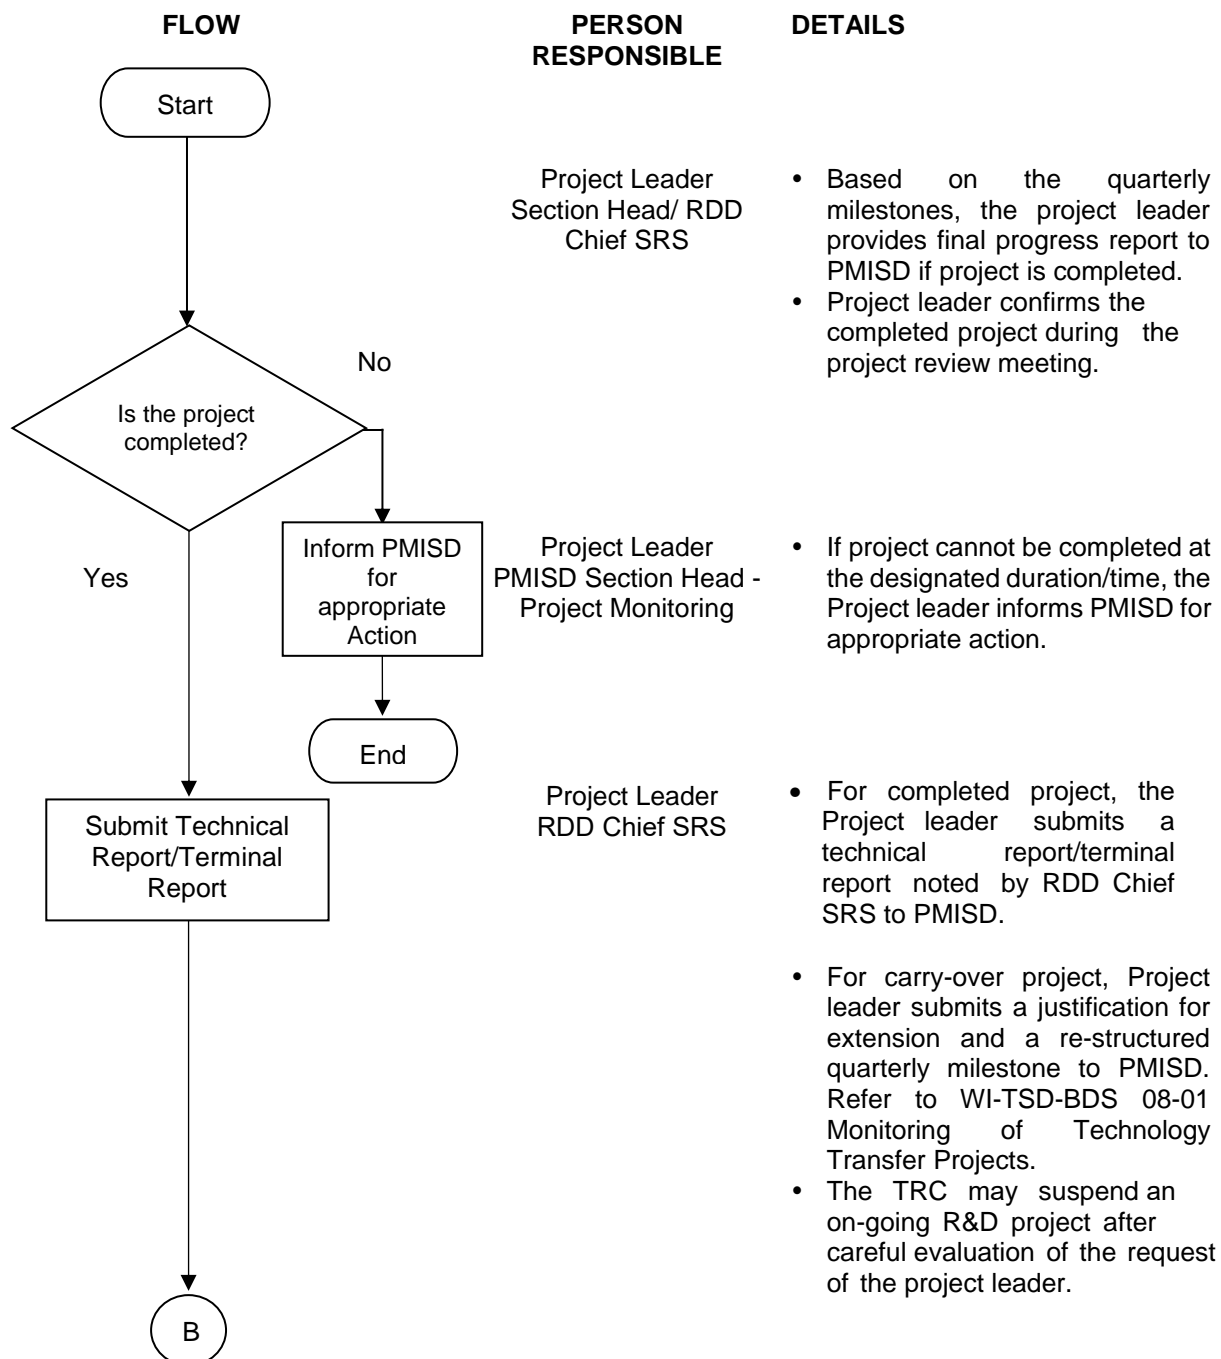 FLOW
PERSON
RESPONSIBLE
DETAILS
Start
Project Leader
Section Head/ RDD
Chief SRS
• Based on the quarterly
milestones, the project leader
provides final progress report to
PMISD if project is completed.
• Project leader confirms the
completed project during the
project review meeting.
No
Is the project
completed?
Yes
Inform PMISD
for
appropriate
Action
Project Leader
PMISD Section Head -
Project Monitoring
• If project cannot be completed at
the designated duration/time, the
Project leader informs PMISD for
appropriate action.
End
Submit Technical
Report/Terminal
Report
Project Leader
RDD Chief SRS
• For completed project, the
Project leader submits a
technical report/terminal
report noted by RDD Chief
SRS to PMISD.
• For carry-over project, Project
leader submits a justification for
extension and a re-structured
quarterly milestone to PMISD.
Refer to WI-TSD-BDS 08-01
Monitoring of Technology
Transfer Projects.
• The TRC may suspend an
on-going R&D project after
careful evaluation of the request
of the project leader.
B